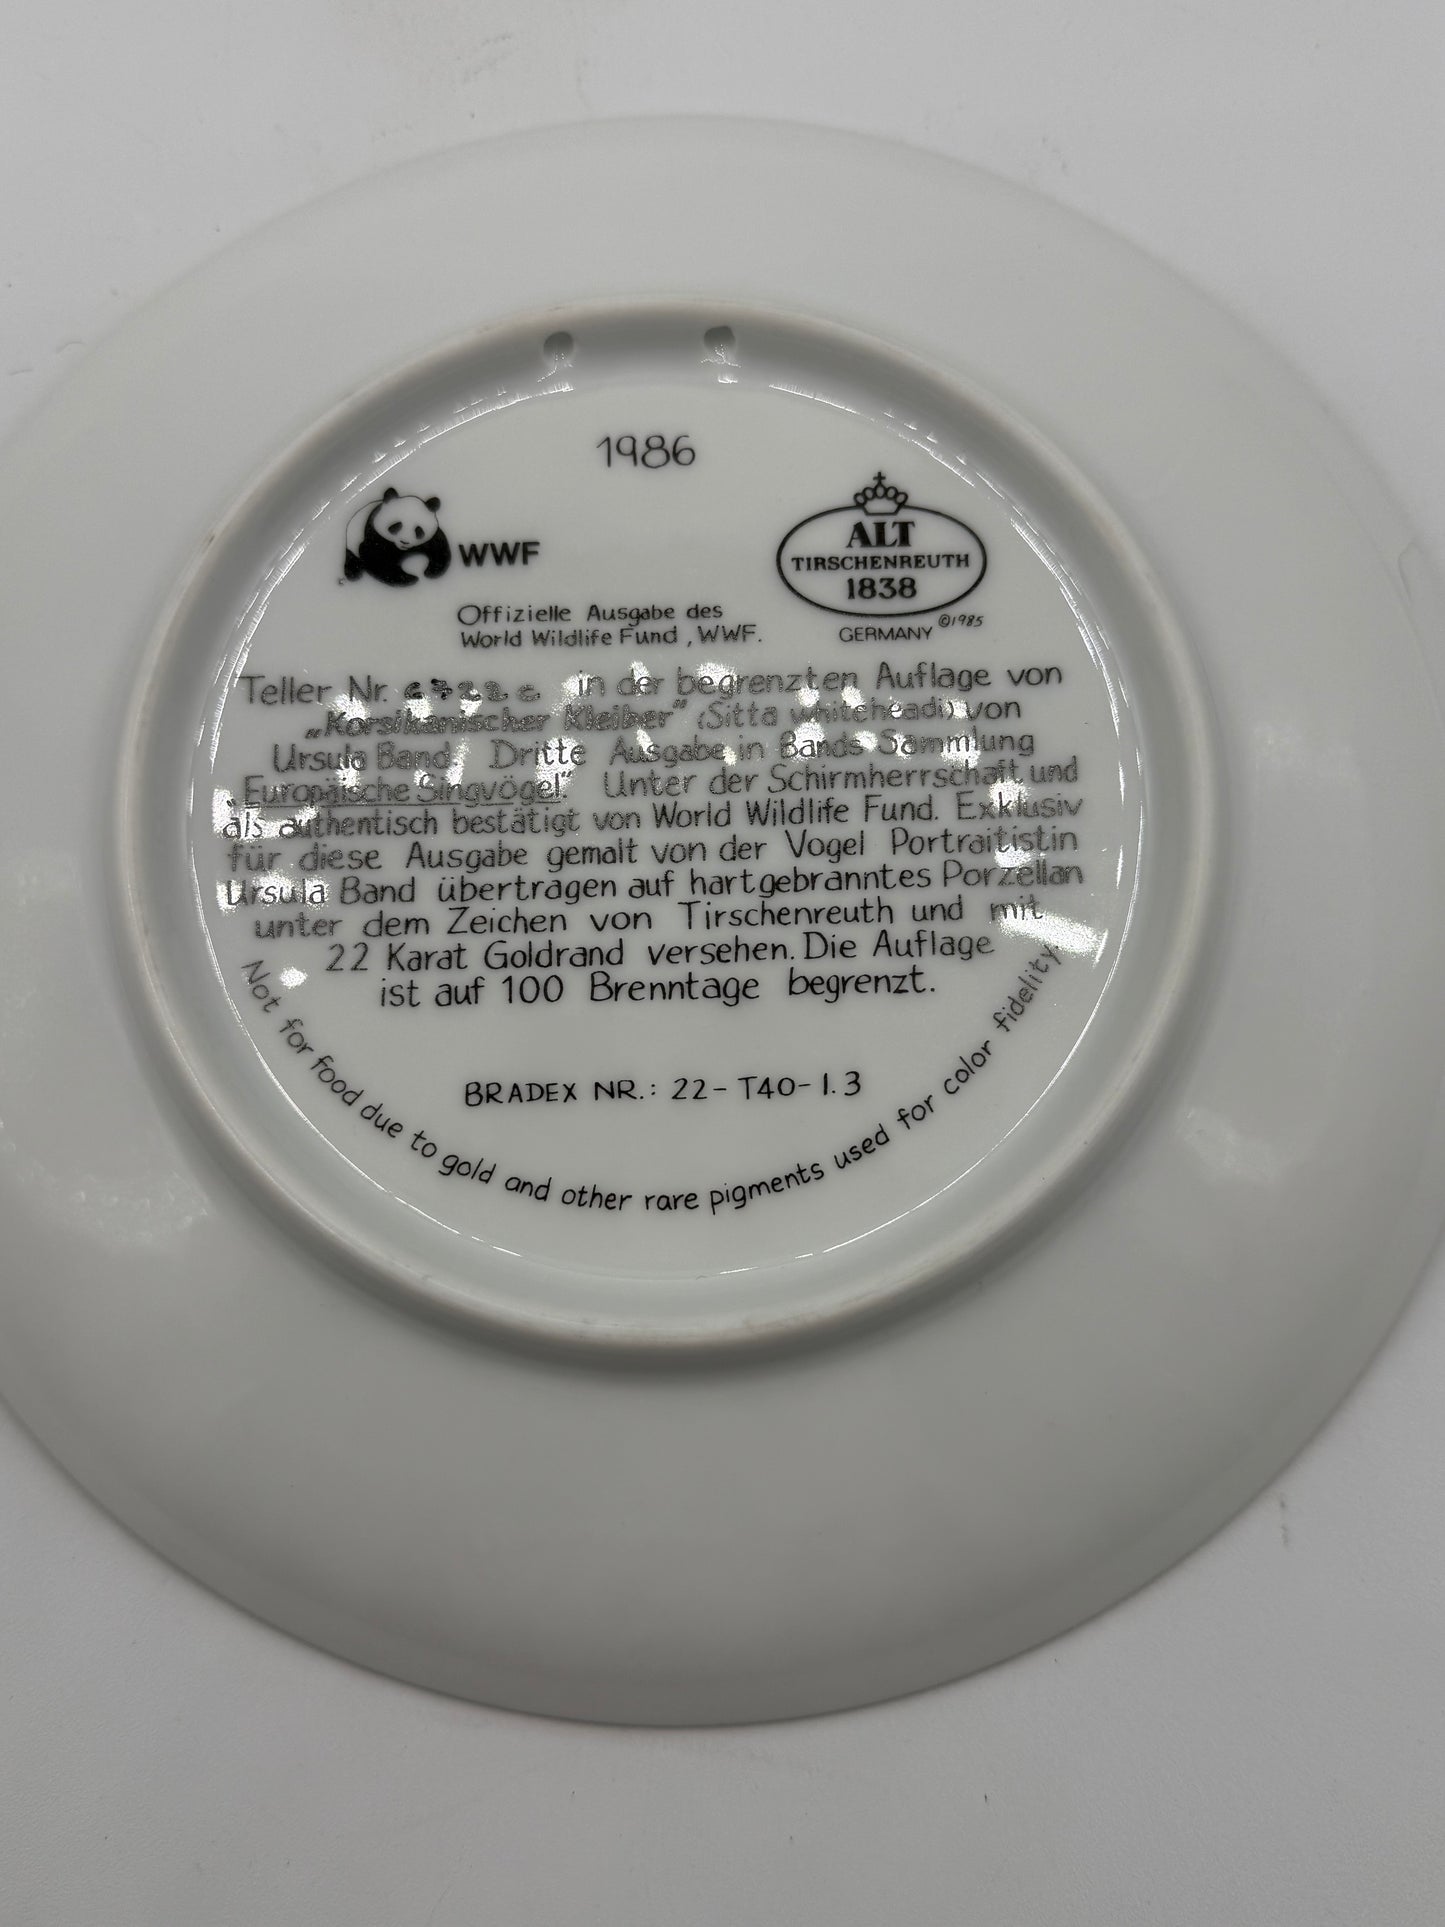 1986
WWF
ALT
TIRSCHENREUTH
1838
GERMANY ©1985
Offizielle Ausgabe des
World Wildlife Fund, WWF.
Teller Nr. in der begrenzten Auflage von
„Korsikanischer Kleiber" (Sitta whiteheadi) von
Ursula Band. Dritte Ausgabe in Bands Sammlung
„Europäische Singvögel". Unter der Schirmherrschaft und
als authentisch bestätigt von World Wildlife Fund. Exklusiv
für diese Ausgabe gemalt von der Vogel Portraitistin
Ursula Band übertragen auf hartgebranntes Porzellan
unter dem Zeichen von Tirschenreuth und mit
22 Karat Goldrand versehen. Die Auflage
ist auf 100 Brenntage begrenzt.
BRADEX NR.: 22-T40-1.3
Not for food due to gold and other rare pigments used for color fidelity.